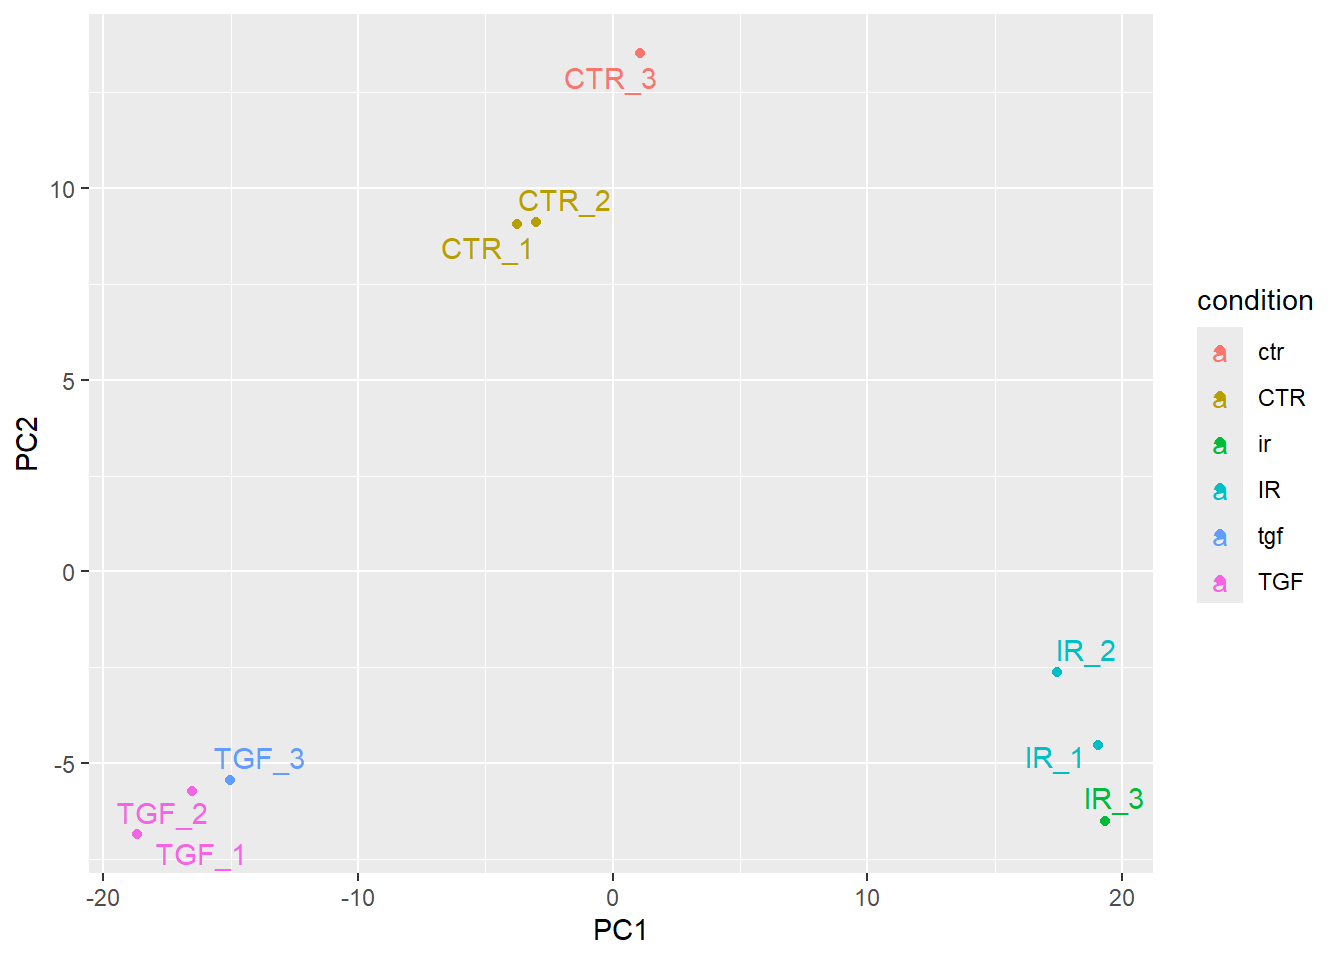 CTR_3
CTR_2
CTR_1
IR_2
IR_1
IR_3
TGF_3
TGF_2
TGF_1
10
5
0
-5
PC2
-20
-10
0
10
20
PC1
condition
a ctr
a CTR
a ir
a IR
a tgf
a TGF